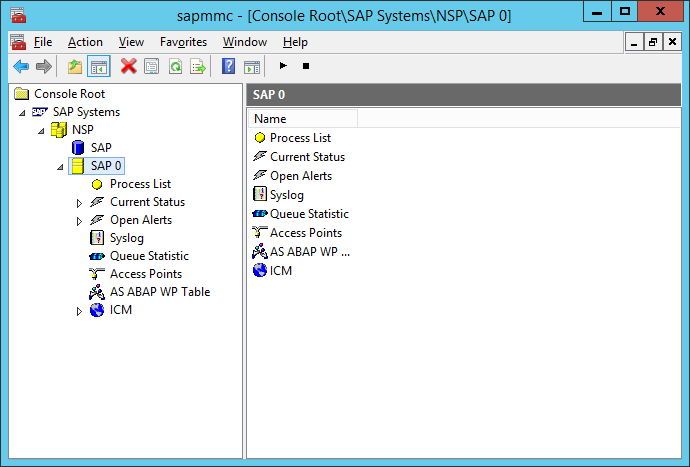 sapmmc - [Console Root\SAP Systems\NSP\SAP 0]
File Action View Favorites Window Help
Console Root
SAP Systems
NSP
SAP
SAP 0
Process List
Current Status
Open Alerts
Syslog
Queue Statistic
Access Points
AS ABAP WP Table
ICM
SAP 0
Name
Process List
Current Status
Open Alerts
Syslog
Queue Statistic
Access Points
AS ABAP WP ...
ICM